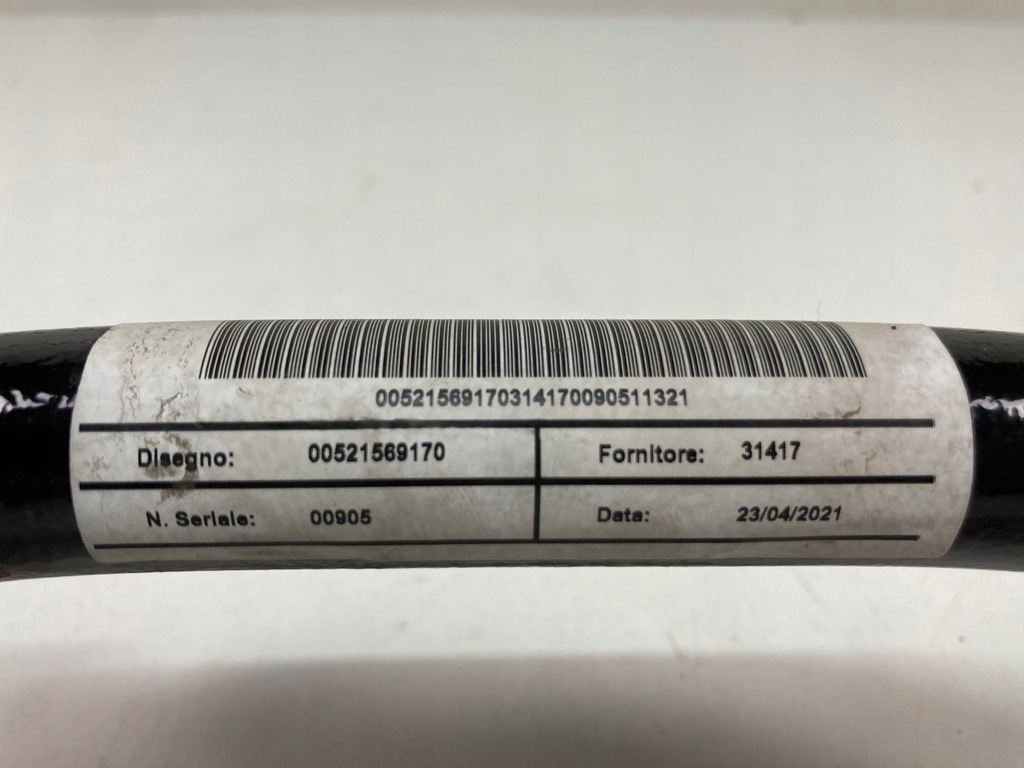 00521569170314170090511321
Disegno: 00521569170 Fornitore: 31417
N. Seriale: 00905 Data: 23/04/2021